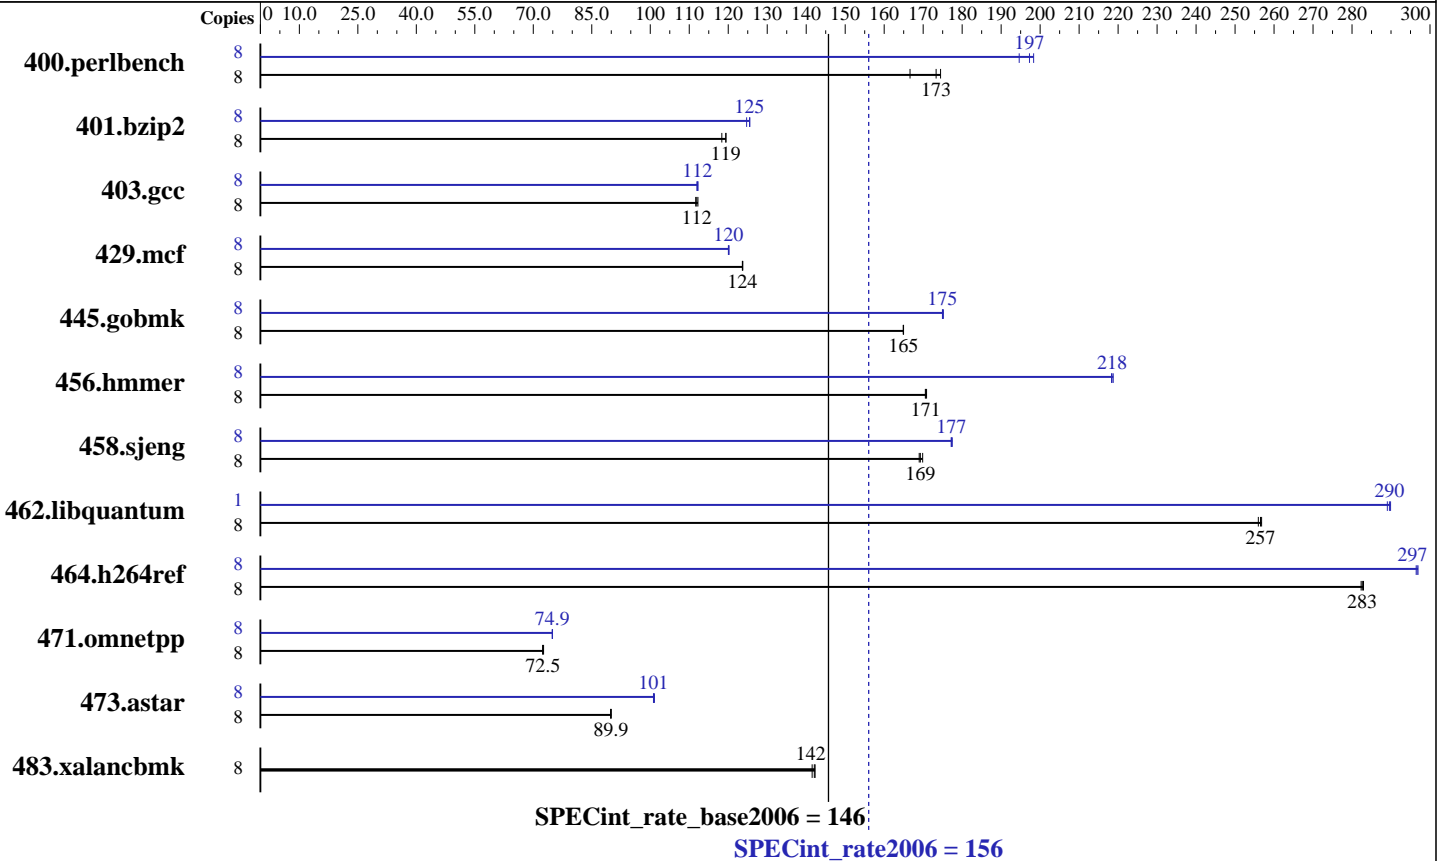 Copies 0 10.0 25.0 40.0 55.0 70.0 85.0 100 110 120 130 140 150 160 170 180 190 200 210 220 230 240 250 260 270 280 300
400.perlbench 8 197
8 173
401.bzip2 8 125
8 119
403.gcc 8 112
8 112
429.mcf 8 120
8 124
445.gobmk 8 175
8 165
456.hmmer 8 218
8 171
458.sjeng 8 177
8 169
462.libquantum 1 290
8 257
464.h264ref 8 297
8 283
471.omnetpp 8 74.9
8 72.5
473.astar 8 101
8 89.9
483.xalancbmk 8 142
SPECint_rate_base2006 = 146
SPECint_rate2006 = 156